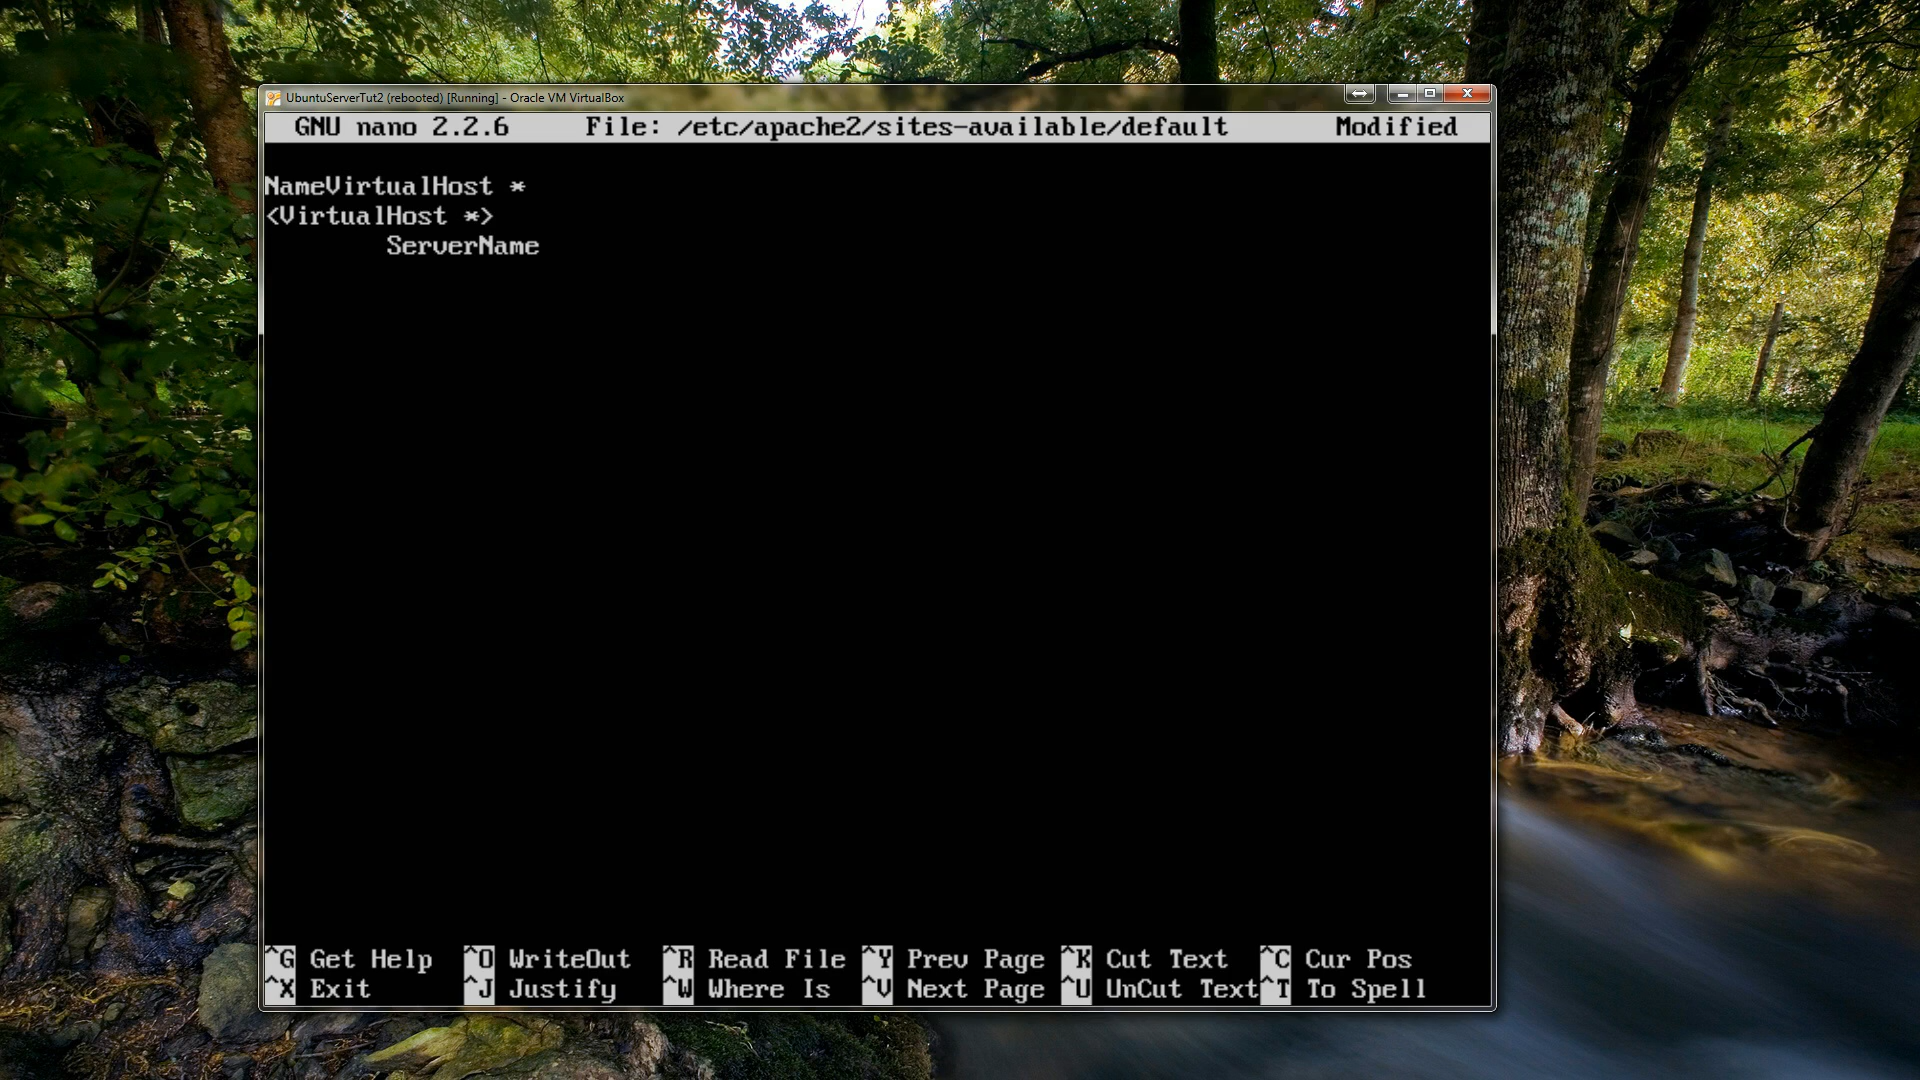 UbuntuServerTut2 (rebooted) [Running] - Oracle VM VirtualBox
GNU nano 2.2.6 File: /etc/apache2/sites-available/default Modified
NameVirtualHost *
<VirtualHost *>
ServerName
^G Get Help ^O WriteOut ^R Read File ^Y Prev Page ^K Cut Text ^C Cur Pos
^X Exit ^J Justify ^W Where Is ^V Next Page ^U UnCut Text ^T To Spell